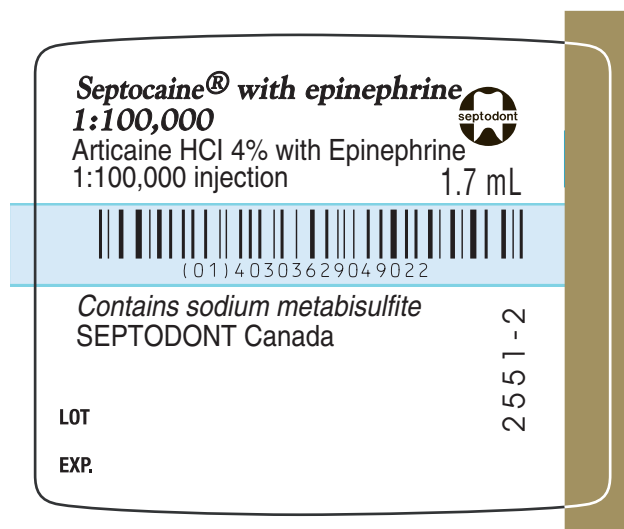 Septocaine® with epinephrine
1:100,000
septodont
Articaine HCl 4% with Epinephrine
1:100,000 injection
1.7 mL
(01)40303629049022
Contains sodium metabisulfite
SEPTODONT Canada
2551-2
LOT
EXP.